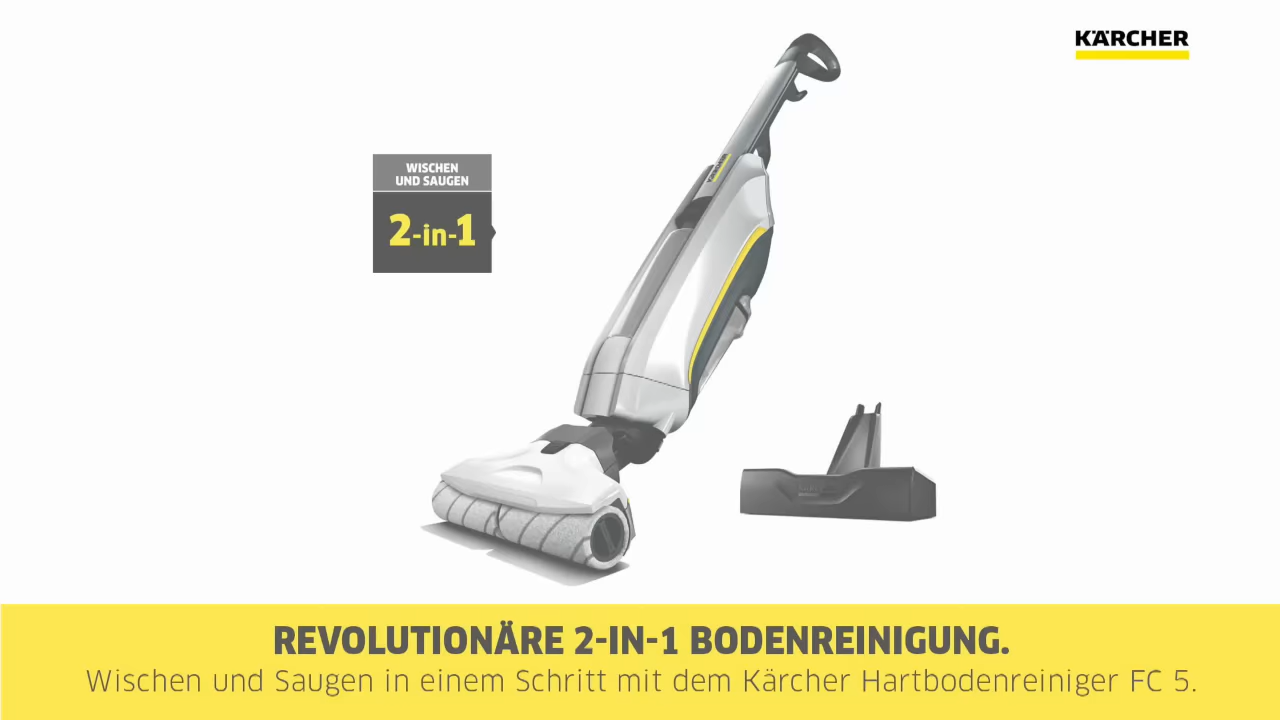 KÄRCHER
WISCHEN
UND SAUGEN
2-in-1
KÄRCHER
REVOLUTIONÄRE 2-IN-1 BODENREINIGUNG.
Wischen und Saugen in einem Schritt mit dem Kärcher Hartbodenreiniger FC 5.